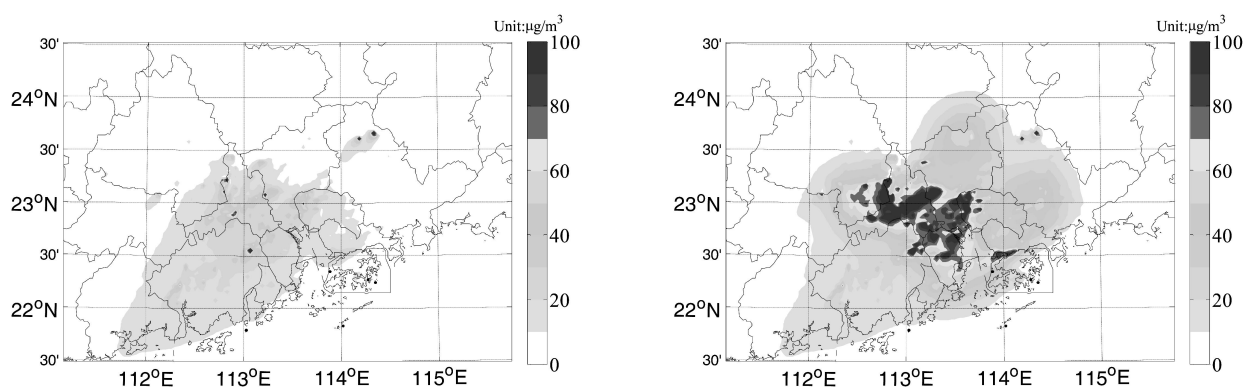 Unit:µg/m³ Unit:µg/m³
30' 100 30' 100
24°N 80 24°N 80
30' 60 30' 60
23°N 40 23°N 40
30' 20 30' 20
22°N 22°N
30' 0 30' 0
112°E 113°E 114°E 115°E 112°E 113°E 114°E 115°E